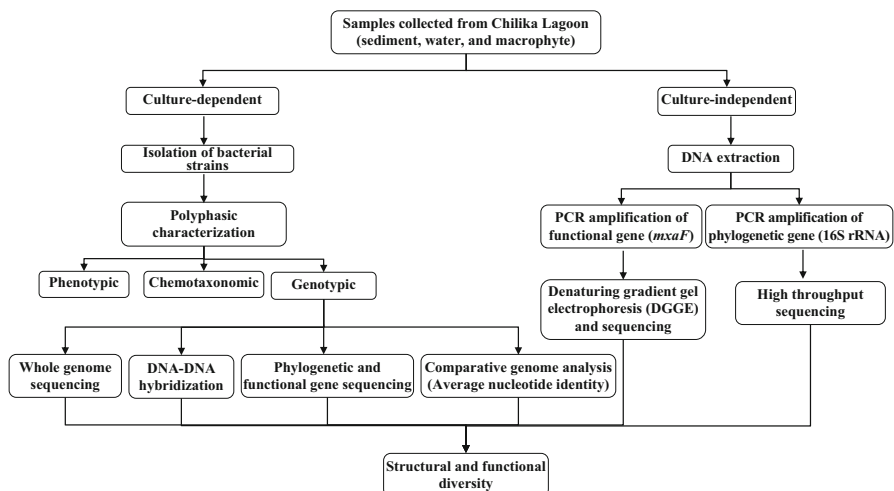 Samples collected from Chilika Lagoon
(sediment, water, and macrophyte)
Culture-dependent
Culture-independent
Isolation of bacterial
strains
DNA extraction
Polyphasic
characterization
PCR amplification of
functional gene (mxaF)
PCR amplification of
phylogenetic gene (16S rRNA)
Phenotypic
Chemotaxonomic
Genotypic
Denaturing gradient gel
electrophoresis (DGGE)
and sequencing
High throughput
sequencing
Whole genome
sequencing
DNA-DNA
hybridization
Phylogenetic and
functional gene sequencing
Comparative genome analysis
(Average nucleotide identity)
Structural and functional
diversity